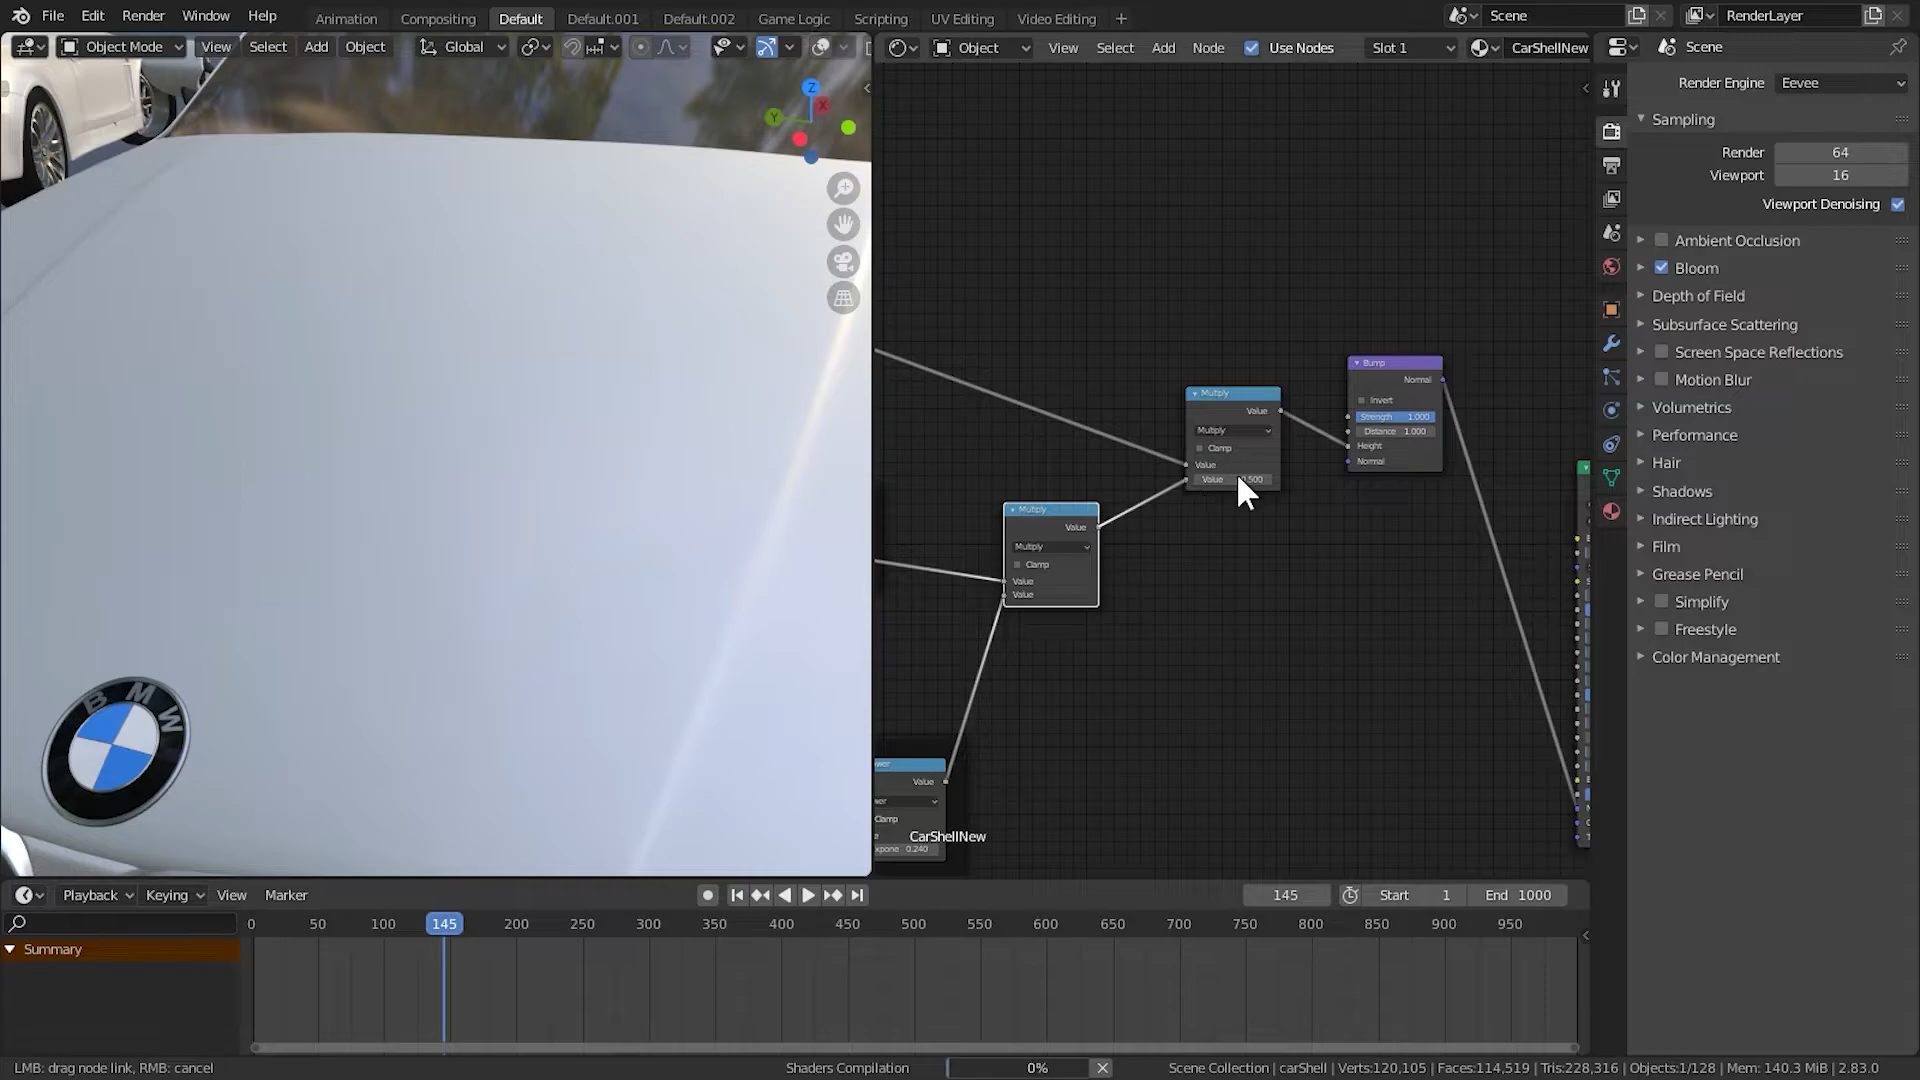 File Edit Render Window Help Animation Compositing Default Default.001 Default.002 Game Logic Scripting UV Editing Video Editing + Scene RenderLayer
Object Mode View Select Add Object Global
Object View Select Add Node Use Nodes Slot 1 CarShellNew
Scene
Render Engine Eevee
Sampling
Render 64
Viewport 16
Viewport Denoising
Ambient Occlusion
Bloom
Depth of Field
Subsurface Scattering
Screen Space Reflections
Motion Blur
Volumetrics
Performance
Hair
Shadows
Indirect Lighting
Film
Grease Pencil
Simplify
Freestyle
Color Management
Z
X
Y
BMW
Bump
Normal
Invert
Strength 1.000
Distance 1.000
Height
Normal
Multiply
Value
Multiply
Clamp
Value
Value
Multiply
Value
Multiply
Clamp
Value
Value
Value
Clamp
CarShellNew
xpone 0.240
Playback Keying View Marker 145 Start 1 End 1000
0 50 100 145 200 250 300 350 400 450 500 550 600 650 700 750 800 850 900 950
Summary
LMB: drag node link, RMB: cancel Shaders Compilation 0% Scene Collection | carShell | Verts:120,105 | Faces:114,519 | Tris:228,316 | Objects:1/128 | Mem: 140.3 MiB | 2.83.0